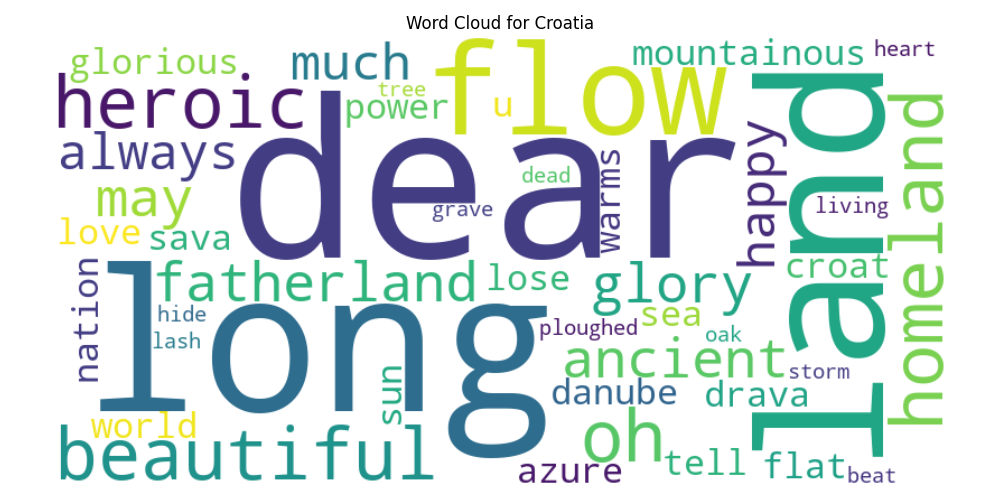 Word Cloud for Croatia
glorious
much
mountainous
heart
heroic
tree
power
u
flow
always
dear
dead
warms
happy
land
homeland
may
grave
living
love
sava
nation
fatherland
lose
glory
croat
long
hide
lash
sea
ploughed
oak
ancient
storm
sun
danube
drava
world
beautiful
oh
azure
tell
flat
beat